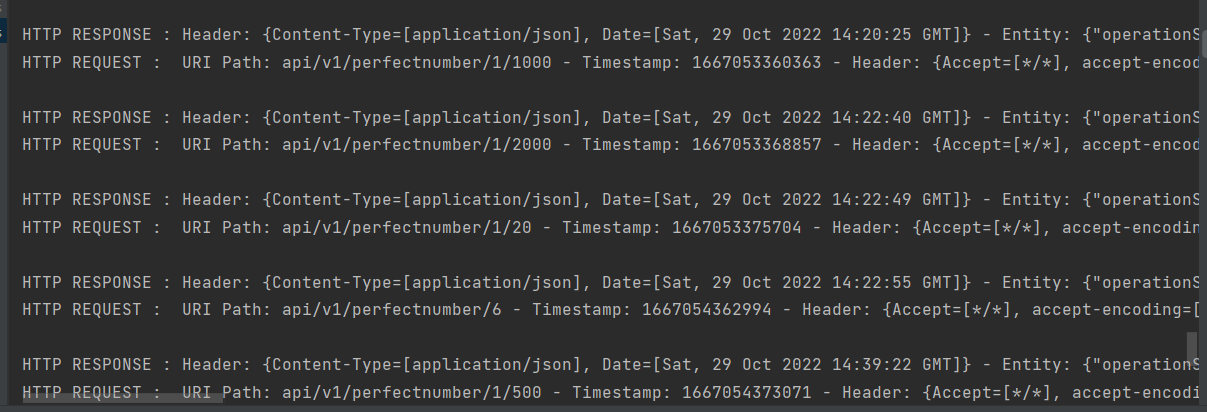 HTTP RESPONSE : Header: {Content-Type=[application/json], Date=[Sat, 29 Oct 2022 14:20:25 GMT]} - Entity: {"operationS
HTTP REQUEST :  URI Path: api/v1/perfectnumber/1/1000 - Timestamp: 1667053360363 - Header: {Accept=[*/*], accept-encod
HTTP RESPONSE : Header: {Content-Type=[application/json], Date=[Sat, 29 Oct 2022 14:22:40 GMT]} - Entity: {"operationS
HTTP REQUEST :  URI Path: api/v1/perfectnumber/1/2000 - Timestamp: 1667053368857 - Header: {Accept=[*/*], accept-encod
HTTP RESPONSE : Header: {Content-Type=[application/json], Date=[Sat, 29 Oct 2022 14:22:49 GMT]} - Entity: {"operationS
HTTP REQUEST :  URI Path: api/v1/perfectnumber/1/20 - Timestamp: 1667053375704 - Header: {Accept=[*/*], accept-encodin
HTTP RESPONSE : Header: {Content-Type=[application/json], Date=[Sat, 29 Oct 2022 14:22:55 GMT]} - Entity: {"operationS
HTTP REQUEST :  URI Path: api/v1/perfectnumber/6 - Timestamp: 1667054362994 - Header: {Accept=[*/*], accept-encoding=[
HTTP RESPONSE : Header: {Content-Type=[application/json], Date=[Sat, 29 Oct 2022 14:39:22 GMT]} - Entity: {"operationS
HTTP REQUEST :  URI Path: api/v1/perfectnumber/1/500 - Timestamp: 1667054373071 - Header: {Accept=[*/*], accept-encodi